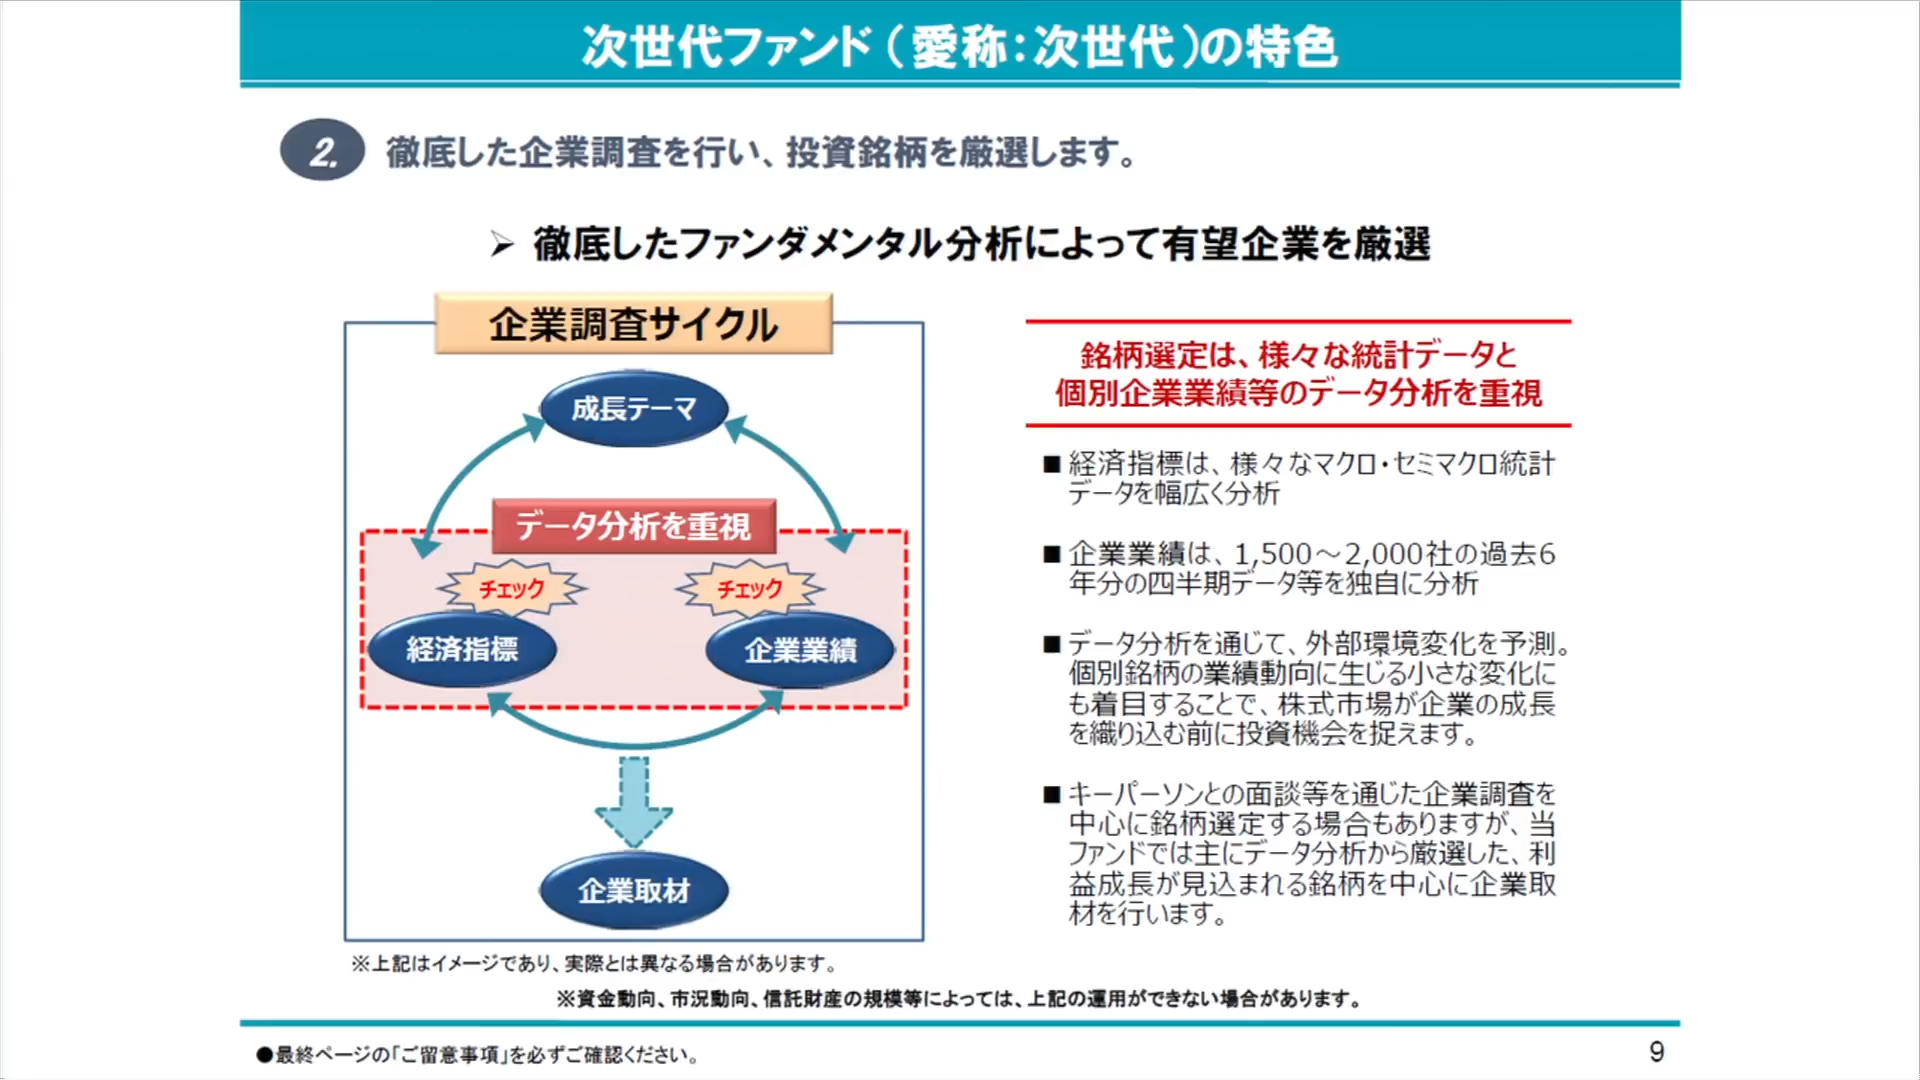 次世代ファンド（愛称：次世代）の特色
2. 徹底した企業調査を行い、投資銘柄を厳選します。
➢ 徹底したファンダメンタル分析によって有望企業を厳選
企業調査サイクル
成長テーマ
データ分析を重視
チェック
チェック
経済指標
企業業績
企業取材
※上記はイメージであり、実際とは異なる場合があります。
銘柄選定は、様々な統計データと
個別企業業績等のデータ分析を重視
■ 経済指標は、様々なマクロ・セミマクロ統計
データを幅広く分析
■ 企業業績は、1,500～2,000社の過去6
年分の四半期データ等を独自に分析
■ データ分析を通じて、外部環境変化を予測。
個別銘柄の業績動向に生じる小さな変化に
も着目することで、株式市場が企業の成長
を織り込む前に投資機会を捉えます。
■ キーパーソンとの面談等を通じた企業調査を
中心に銘柄選定する場合もありますが、当
ファンドでは主にデータ分析から厳選した、利
益成長が見込まれる銘柄を中心に企業取
材を行います。
※資金動向、市況動向、信託財産の規模等によっては、上記の運用ができない場合があります。
●最終ページの「ご留意事項」を必ずご確認ください。
9